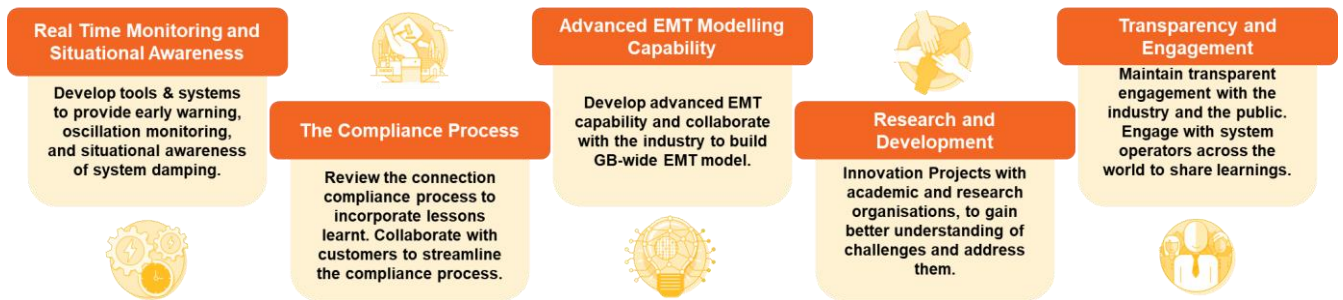 Real Time Monitoring and
Situational Awareness
Develop tools & systems
to provide early warning,
oscillation monitoring,
and situational awareness
of system damping.
The Compliance Process
Review the connection
compliance process to
incorporate lessons
learnt. Collaborate with
customers to streamline
the compliance process.
Advanced EMT Modelling
Capability
Develop advanced EMT
capability and collaborate
with the industry to build
GB-wide EMT model.
Research and
Development
Innovation Projects with
academic and research
organisations, to gain
better understanding of
challenges and address
them.
Transparency and
Engagement
Maintain transparent
engagement with the
industry and the public.
Engage with system
operators across the
world to share learnings.